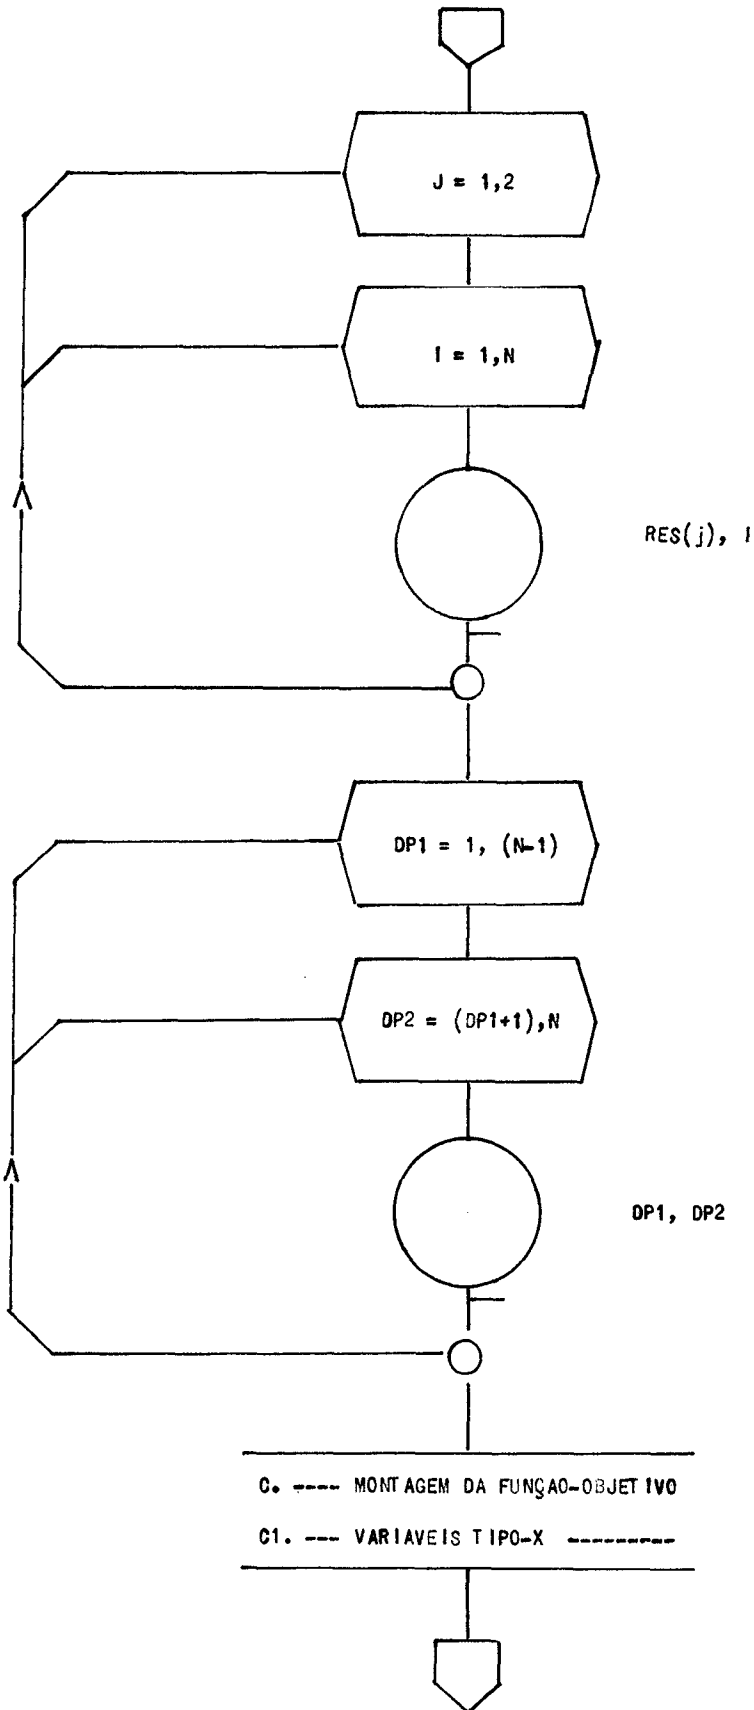 J = 1,2
I = 1,N
RES(j),
DP1 = 1, (N-1)
DP2 = (DP1+1),N
DP1, DP2
C. ---- MONTAGEM DA FUNÇAO-OBJETIVO
C1. --- VARIAVEIS TIPO-X ---------